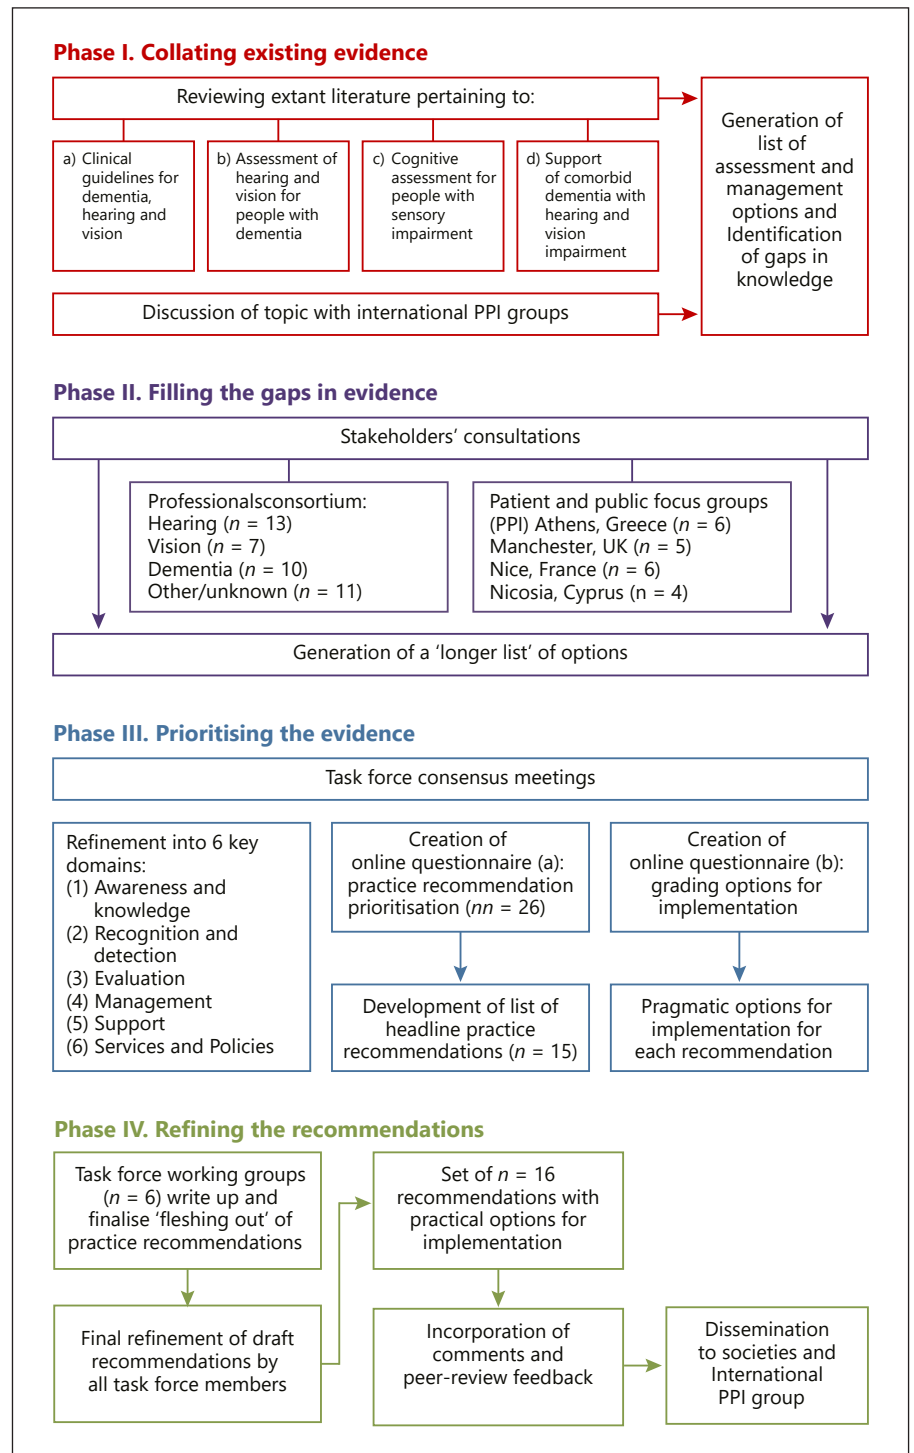 Phase I. Collating existing evidence
Reviewing extant literature pertaining to:
a) Clinical
guidelines for
dementia,
hearing and
vision
b) Assessment of
hearing and
vision for
people with
dementia
c) Cognitive
assessment for
people with
sensory
impairment
d) Support
of comorbid
dementia with
hearing and
vision
impairment
Discussion of topic with international PPI groups
Generation of
list of
assessment and
management
options and
Identification
of gaps in
knowledge
Phase II. Filling the gaps in evidence
Stakeholders’ consultations
Professionalsconsortium:
Hearing (n = 13)
Vision (n = 7)
Dementia (n = 10)
Other/unknown (n = 11)
Patient and public focus groups
(PPI) Athens, Greece (n = 6)
Manchester, UK (n = 5)
Nice, France (n = 6)
Nicosia, Cyprus (n = 4)
Generation of a ‘longer list’ of options
Phase III. Prioritising the evidence
Task force consensus meetings
Refinement into 6 key
domains:
(1) Awareness and
knowledge
(2) Recognition and
detection
(3) Evaluation
(4) Management
(5) Support
(6) Services and Policies
Creation of
online questionnaire (a):
practice recommendation
prioritisation (nn = 26)
Development of list of
headline practice
recommendations (n = 15)
Creation of
online questionnaire (b):
grading options for
implementation
Pragmatic options for
implementation for
each recommendation
Phase IV. Refining the recommendations
Task force working groups
(n = 6) write up and
finalise ‘fleshing out’ of
practice recommendations
Final refinement of draft
recommendations by
all task force members
Set of n = 16
recommendations with
practical options for
implementation
Incorporation of
comments and
peer-review feedback
Dissemination
to societies and
International
PPI group